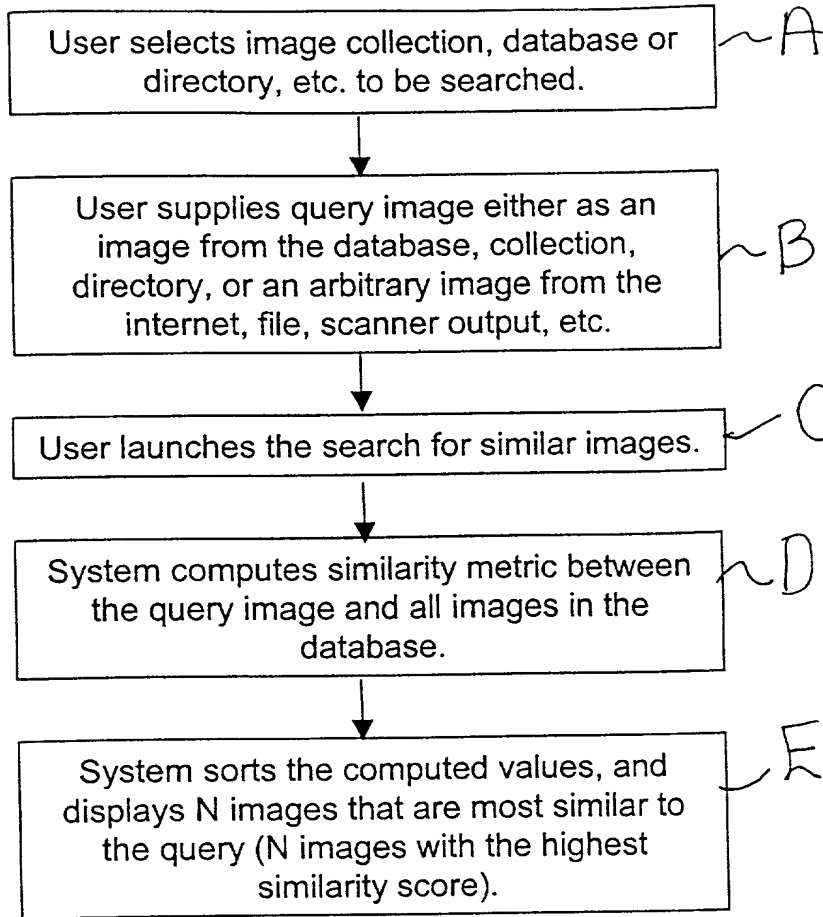 User selects image collection, database or
directory, etc. to be searched.
A
User supplies query image either as an
image from the database, collection,
directory, or an arbitrary image from the
internet, file, scanner output, etc.
B
User launches the search for similar images.
C
System computes similarity metric between
the query image and all images in the
database.
D
System sorts the computed values, and
displays N images that are most similar to
the query (N images with the highest
similarity score).
E